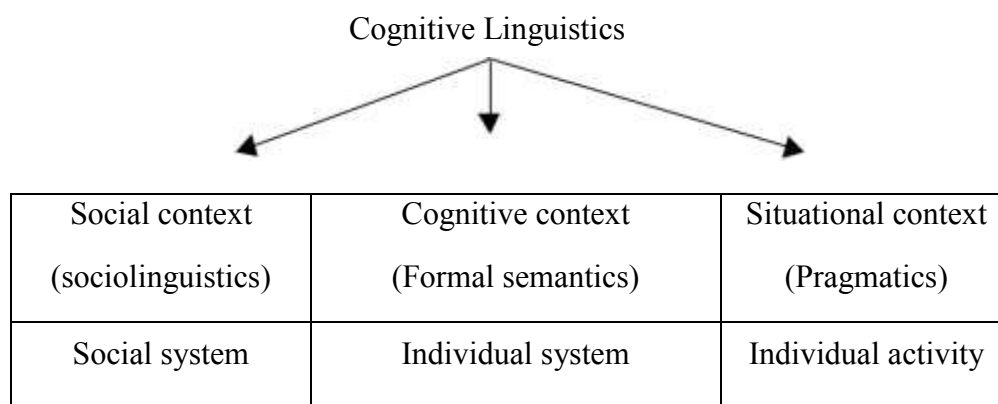 Cognitive Linguistics
Social context
(sociolinguistics)
Cognitive context
(Formal semantics)
Situational context
(Pragmatics)
Social system
Individual system
Individual activity